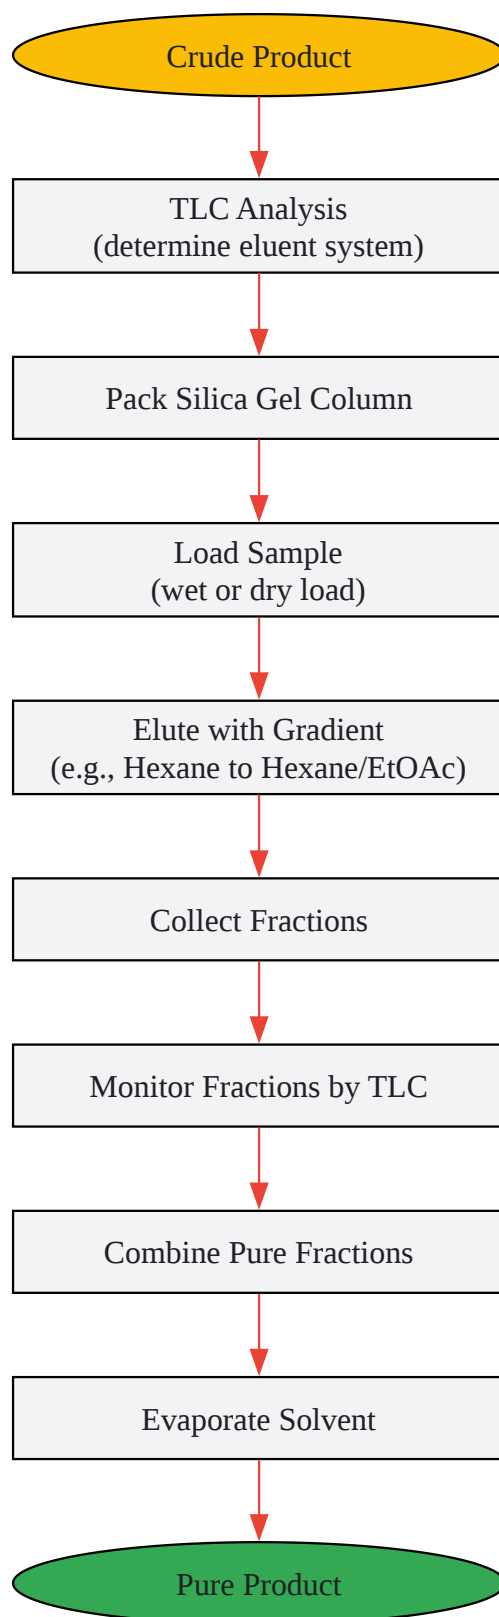 Crude Product
TLC Analysis
(determine eluent system)
Pack Silica Gel Column
Load Sample
(wet or dry load)
Elute with Gradient
(e.g., Hexane to Hexane/EtOAc)
Collect Fractions
Monitor Fractions by TLC
Combine Pure Fractions
Evaporate Solvent
Pure Product